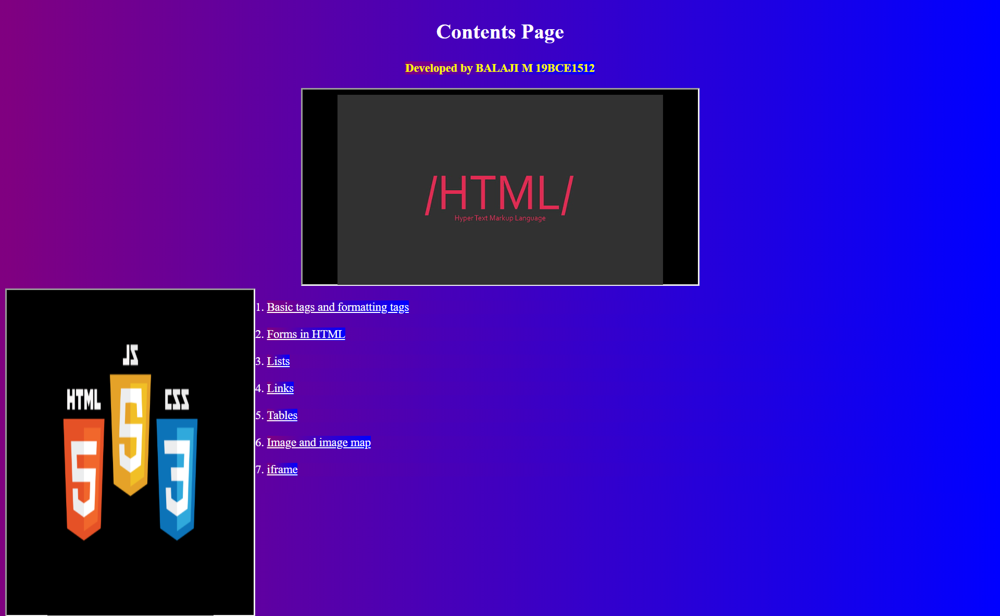 Contents Page
Developed by BALAJI M 19BCE1512
/HTML/
HyperText Markup Language
1. Basic tags and formatting tags
2. Forms in HTML
3. Lists
4. Links
5. Tables
6. Image and image map
7. iframe
JS
HTML
CSS
5
5
3